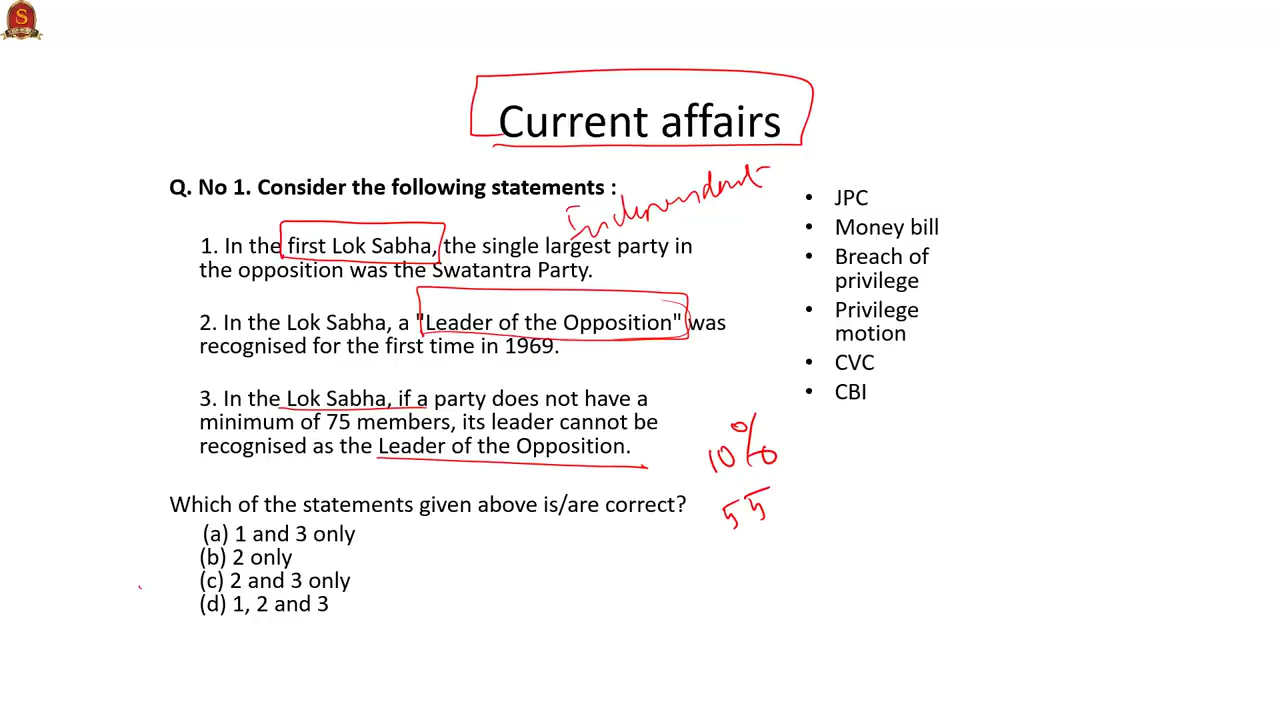 S
Current affairs
Q. No 1. Consider the following statements :
Independent
1. In the first Lok Sabha, the single largest party in
the opposition was the Swatantra Party.
2. In the Lok Sabha, a "Leader of the Opposition" was
recognised for the first time in 1969.
3. In the Lok Sabha, if a party does not have a
minimum of 75 members, its leader cannot be
recognised as the Leader of the Opposition.
10%
55
Which of the statements given above is/are correct?
(a) 1 and 3 only
(b) 2 only
(c) 2 and 3 only
(d) 1, 2 and 3
• JPC
• Money bill
• Breach of
privilege
• Privilege
motion
• CVC
• CBI